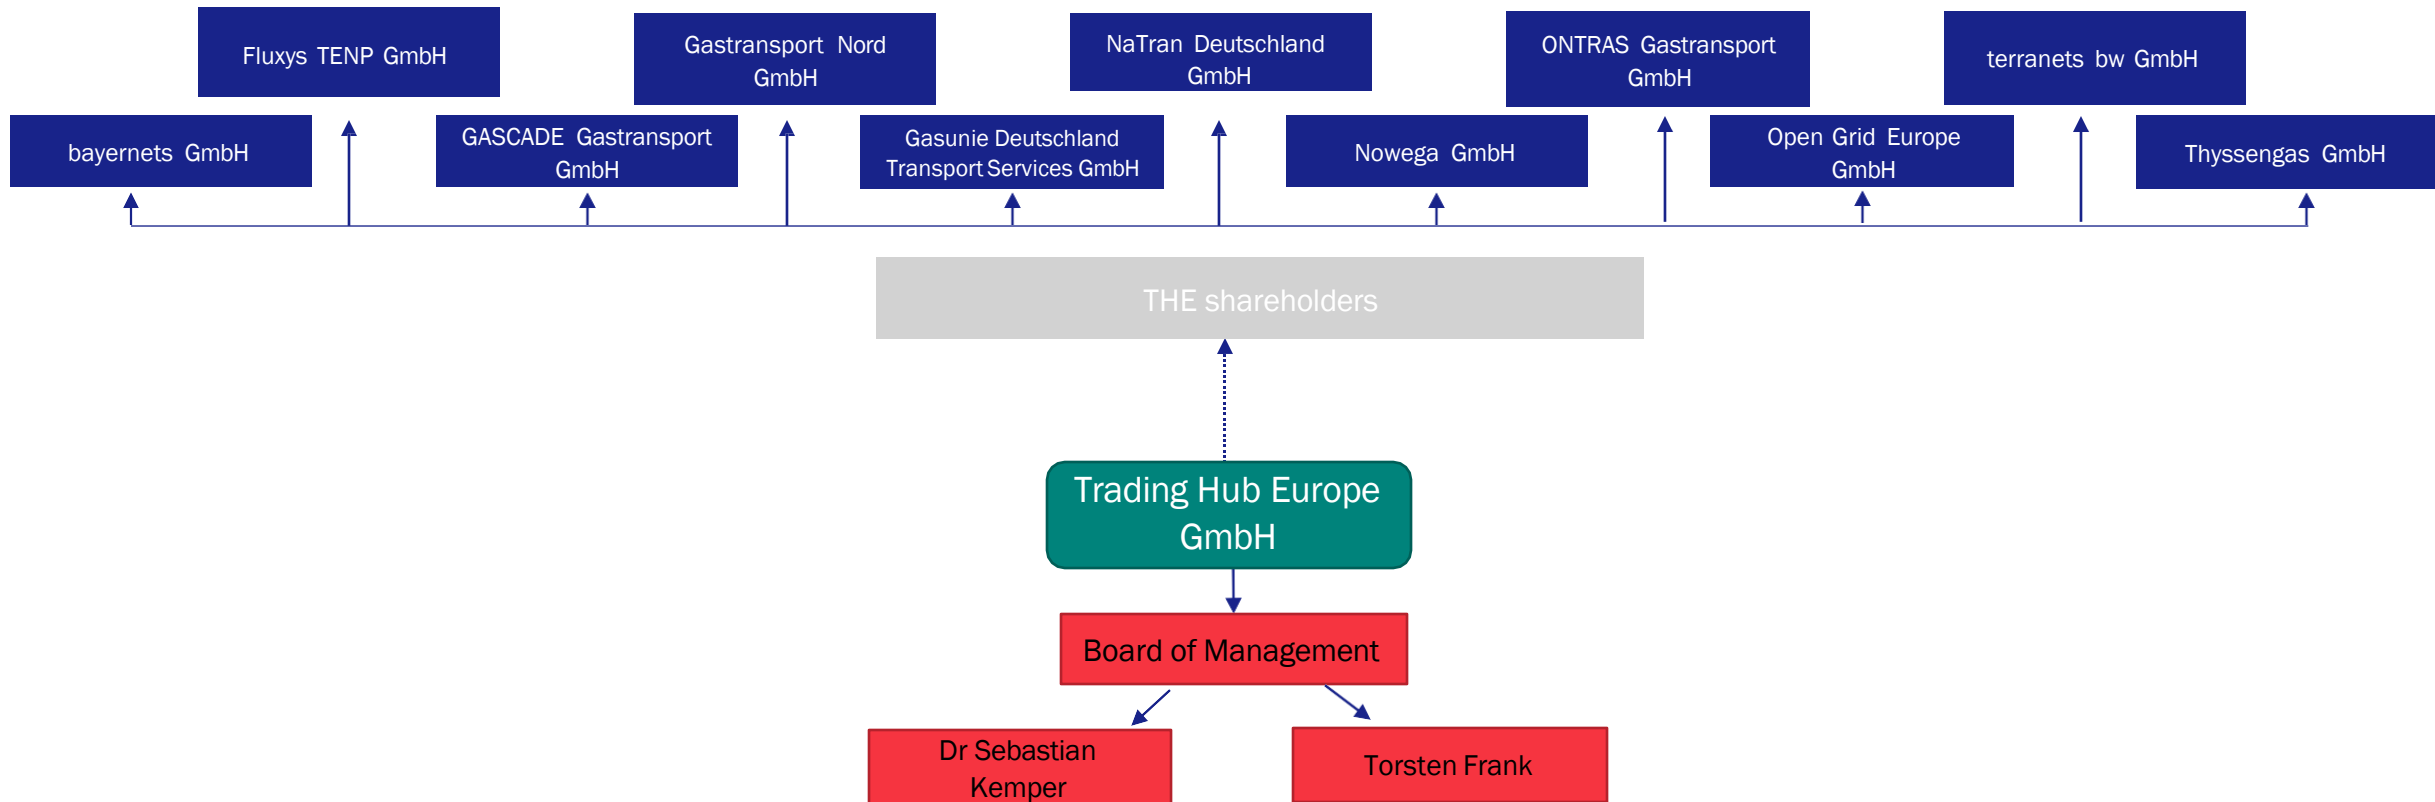 Fluxys TENP GmbH
Gastransport Nord
GmbH
NaTran Deutschland
GmbH
ONTRAS Gastransport
GmbH
terranets bw GmbH
bayernets GmbH
GASCADE Gastransport
GmbH
Gasunie Deutschland
Transport Services GmbH
Nowega GmbH
Open Grid Europe
GmbH
Thyssengas GmbH
THE shareholders
Trading Hub Europe
GmbH
Board of Management
Dr Sebastian
Kemper
Torsten Frank